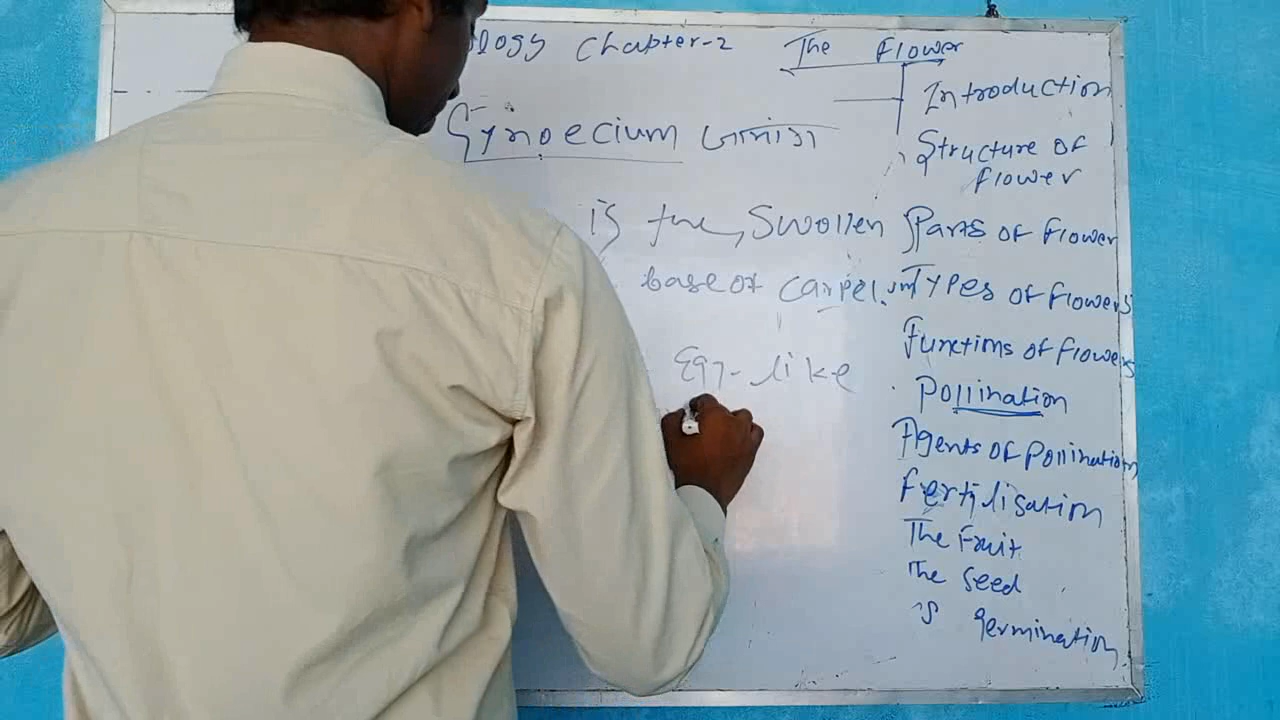 ology Chapter-2 The Flower
Gynoecium
is the, Swollen
base of carpel.
Egg-like
Introduction
Structure of
flower
Parts of flower
Types of flowers
Functions of flowers
Pollination
Agents of Pollination
Fertilisation
The Fruit
The Seed
germination